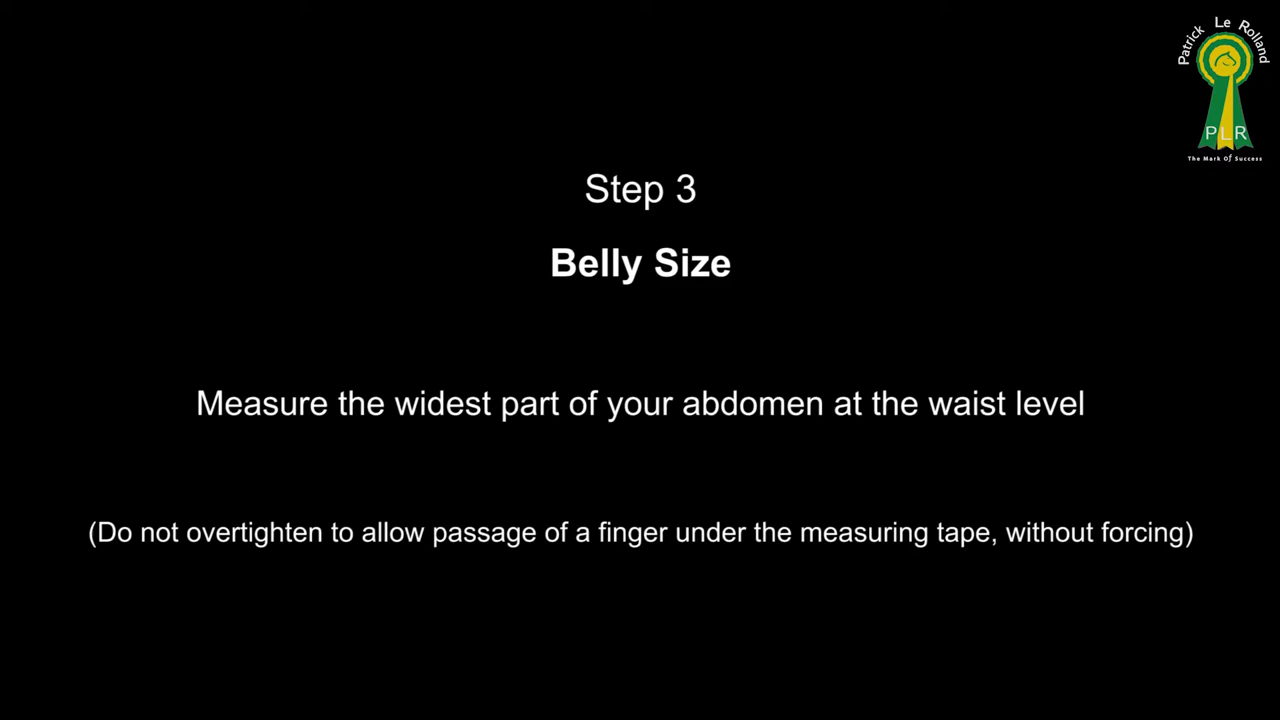 Patrick Le Rolland
PLR
The Mark Of Success
Step 3
Belly Size
Measure the widest part of your abdomen at the waist level
(Do not overtighten to allow passage of a finger under the measuring tape, without forcing)